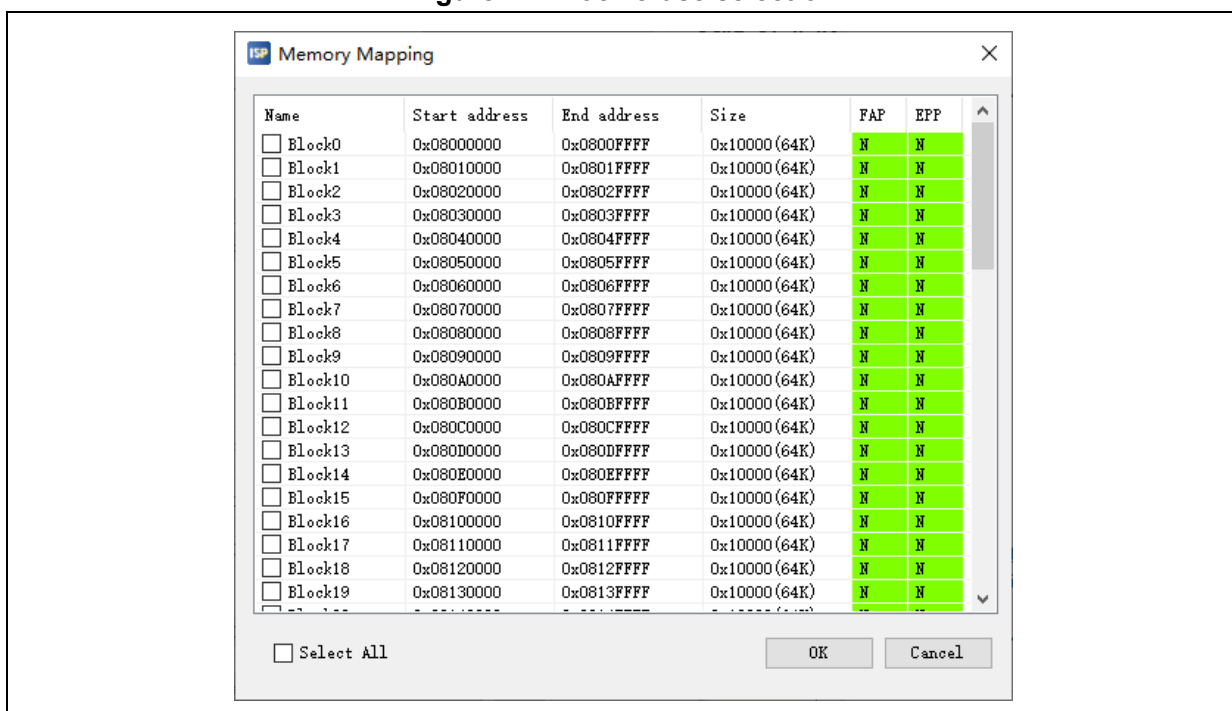 ISP Memory Mapping
Name Start address End address Size FAP EPP
Block0 0x08000000 0x0800FFFF 0x10000(64K) N N
Block1 0x08010000 0x0801FFFF 0x10000(64K) N N
Block2 0x08020000 0x0802FFFF 0x10000(64K) N N
Block3 0x08030000 0x0803FFFF 0x10000(64K) N N
Block4 0x08040000 0x0804FFFF 0x10000(64K) N N
Block5 0x08050000 0x0805FFFF 0x10000(64K) N N
Block6 0x08060000 0x0806FFFF 0x10000(64K) N N
Block7 0x08070000 0x0807FFFF 0x10000(64K) N N
Block8 0x08080000 0x0808FFFF 0x10000(64K) N N
Block9 0x08090000 0x0809FFFF 0x10000(64K) N N
Block10 0x080A0000 0x080AFFFF 0x10000(64K) N N
Block11 0x080B0000 0x080BFFFF 0x10000(64K) N N
Block12 0x080C0000 0x080CFFFF 0x10000(64K) N N
Block13 0x080D0000 0x080DFFFF 0x10000(64K) N N
Block14 0x080E0000 0x080EFFFF 0x10000(64K) N N
Block15 0x080F0000 0x080FFFFF 0x10000(64K) N N
Block16 0x08100000 0x0810FFFF 0x10000(64K) N N
Block17 0x08110000 0x0811FFFF 0x10000(64K) N N
Block18 0x08120000 0x0812FFFF 0x10000(64K) N N
Block19 0x08130000 0x0813FFFF 0x10000(64K) N N
Select All OK Cancel